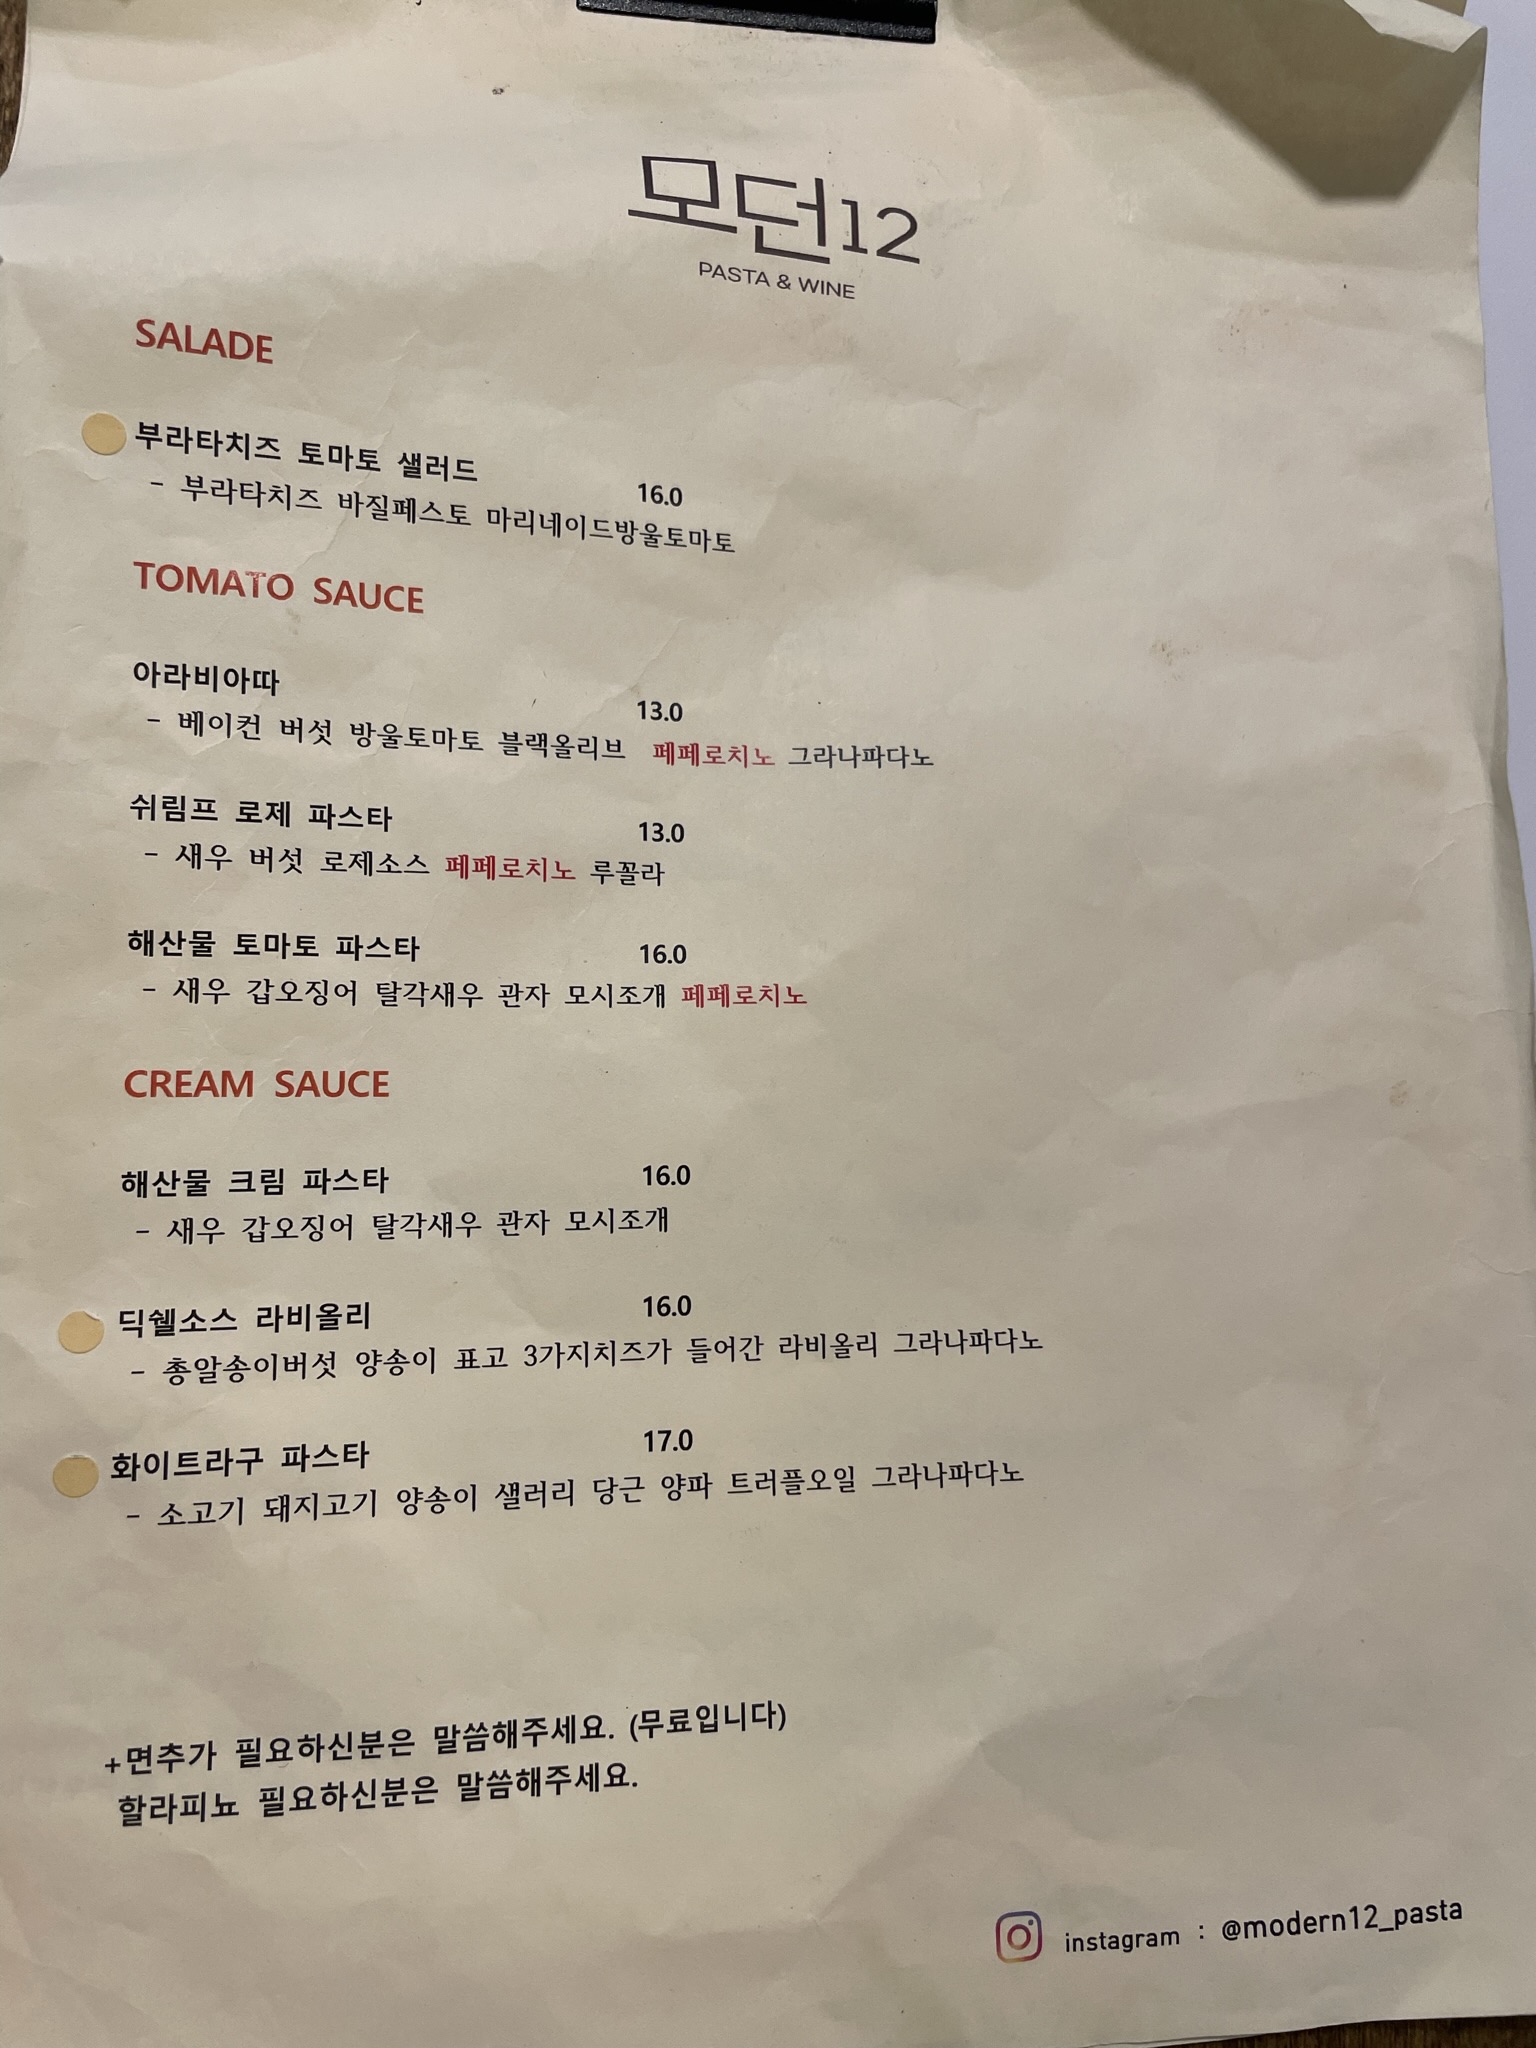 모던12
PASTA & WINE
SALADE
부라타치즈 토마토 샐러드 16.0
- 부라타치즈 바질페스토 마리네이드방울토마토
TOMATO SAUCE
아라비아따 13.0
- 베이컨 버섯 방울토마토 블랙올리브 페페로치노 그라나파다노
쉬림프 로제 파스타 13.0
- 새우 버섯 로제소스 페페로치노 루꼴라
해산물 토마토 파스타 16.0
- 새우 갑오징어 탈각새우 관자 모시조개 페페로치노
CREAM SAUCE
해산물 크림 파스타 16.0
- 새우 갑오징어 탈각새우 관자 모시조개
딕쉘소스 라비올리 16.0
- 총알송이버섯 양송이 표고 3가지치즈가 들어간 라비올리 그라나파다노
화이트라구 파스타 17.0
- 소고기 돼지고기 양송이 샐러리 당근 양파 트러플오일 그라나파다노
+면추가 필요하신분은 말씀해주세요. (무료입니다)
할라피뇨 필요하신분은 말씀해주세요.
instagram : @modern12_pasta